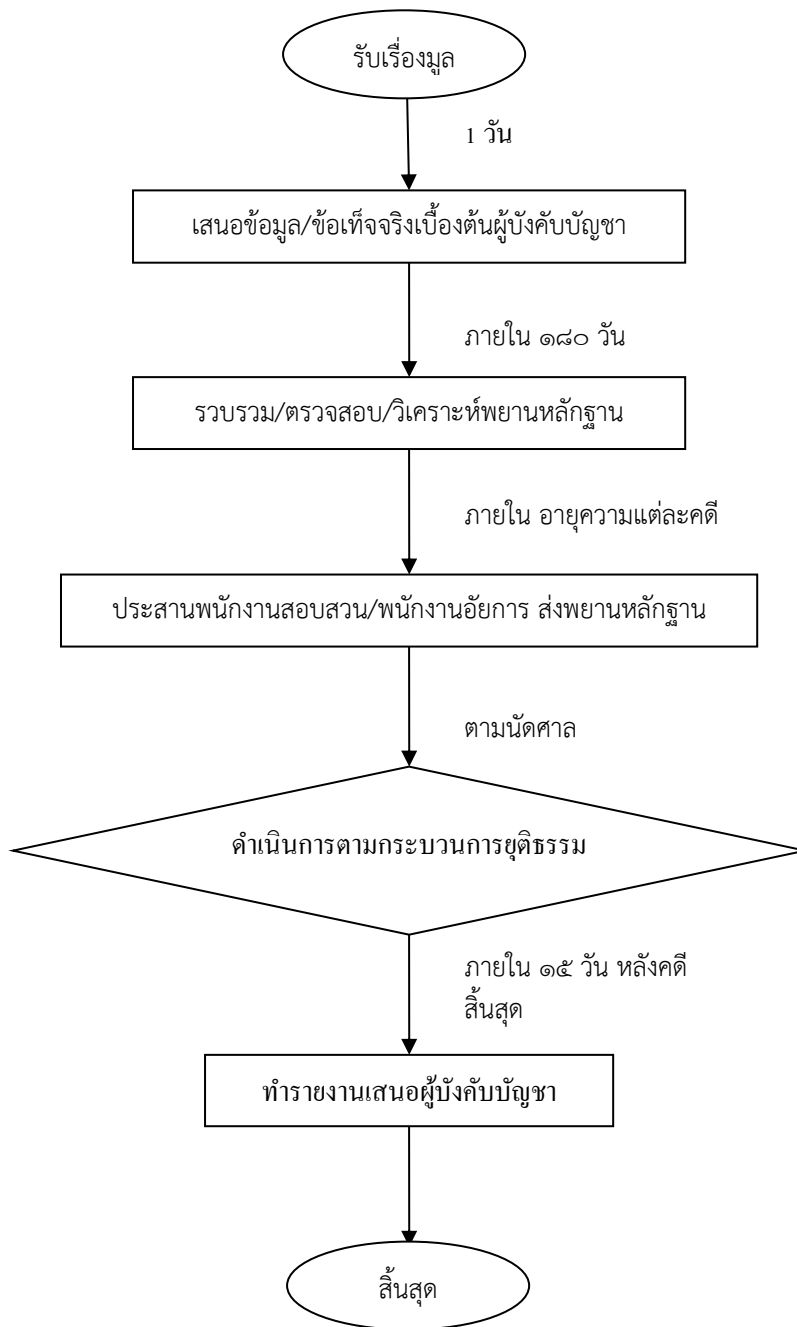 รับเรื่องมูล
1 วัน
เสนอข้อมูล/ข้อเท็จจริงเบื้องต้นผู้บังคับบัญชา
ภายใน ๑๘๐ วัน
รวบรวม/ตรวจสอบ/วิเคราะห์พยานหลักฐาน
ภายใน อายุความแต่ละคดี
ประสานพนักงานสอบสวน/พนักงานอัยการ ส่งพยานหลักฐาน
ตามนัดศาล
ดำเนินการตามกระบวนการยุติธรรม
ภายใน ๑๕ วัน หลังคดี
สิ้นสุด
ทำรายงานเสนอผู้บังคับบัญชา
สิ้นสุด